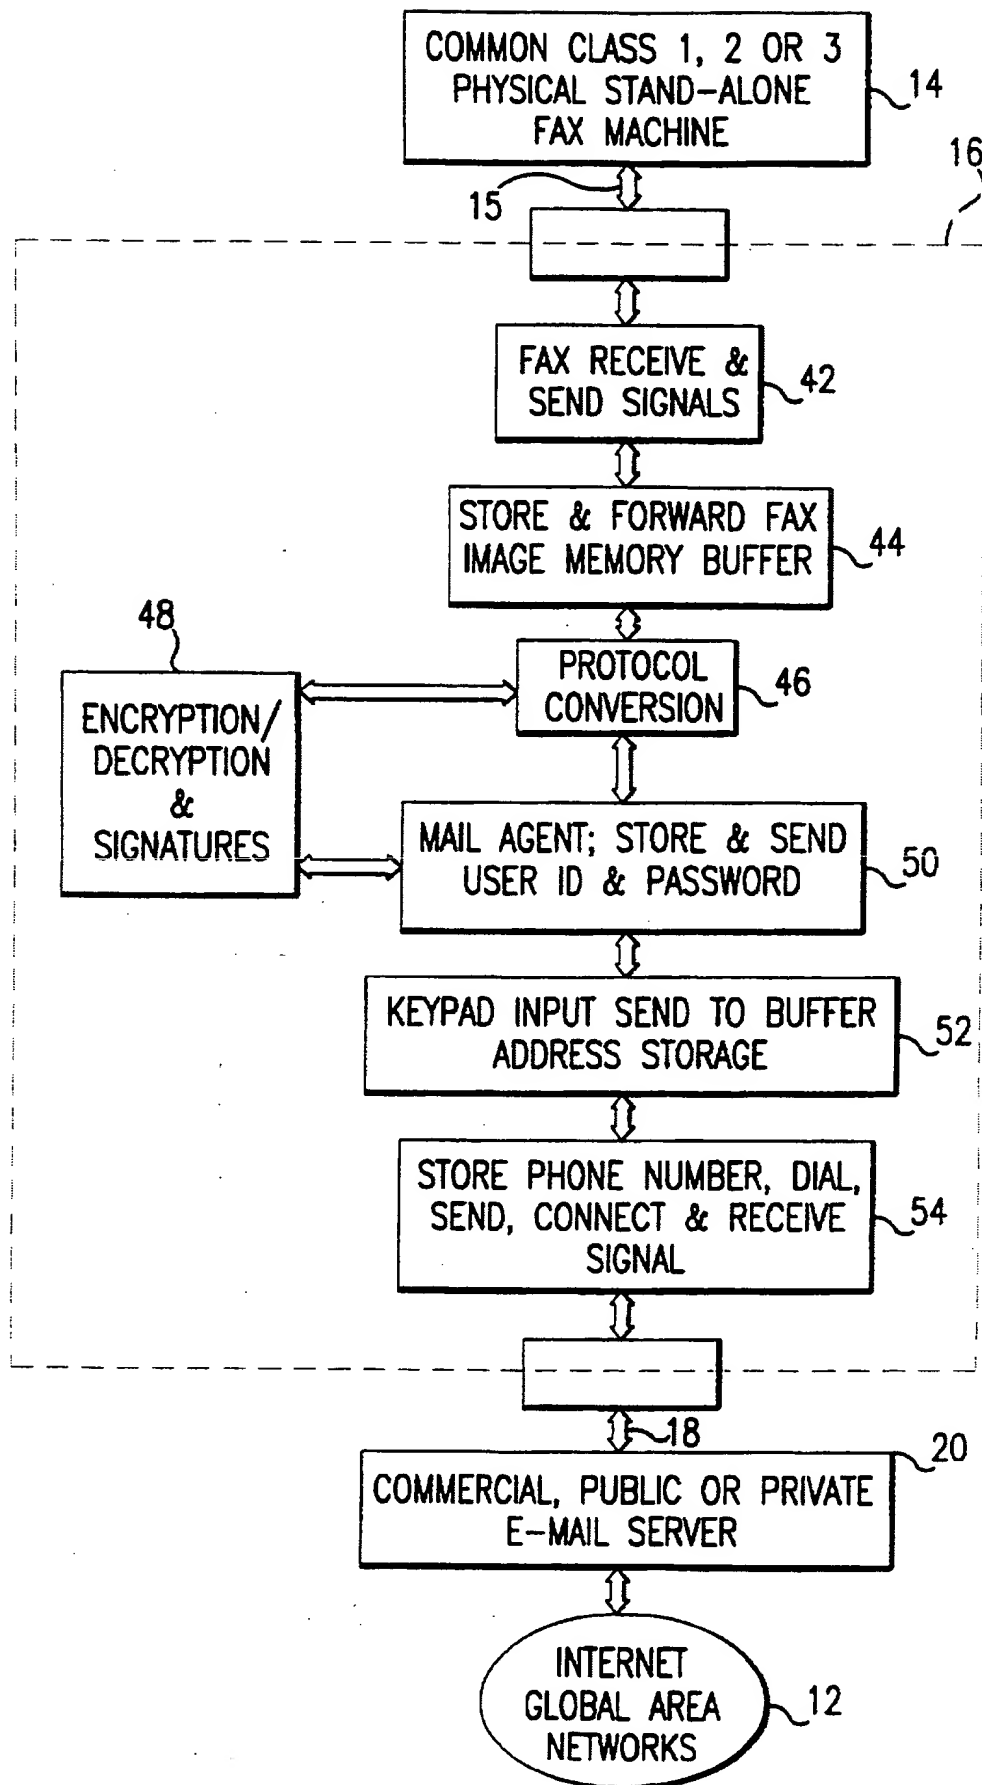 COMMON CLASS 1, 2 OR 3
PHYSICAL STAND-ALONE
FAX MACHINE
14
15
16
FAX RECEIVE &
SEND SIGNALS
42
STORE & FORWARD FAX
IMAGE MEMORY BUFFER
44
48
ENCRYPTION/
DECRYPTION
&
SIGNATURES
PROTOCOL
CONVERSION
46
MAIL AGENT; STORE & SEND
USER ID & PASSWORD
50
KEYPAD INPUT SEND TO BUFFER
ADDRESS STORAGE
52
STORE PHONE NUMBER, DIAL,
SEND, CONNECT & RECEIVE
SIGNAL
54
18
20
COMMERCIAL, PUBLIC OR PRIVATE
E-MAIL SERVER
INTERNET
GLOBAL AREA
NETWORKS
12